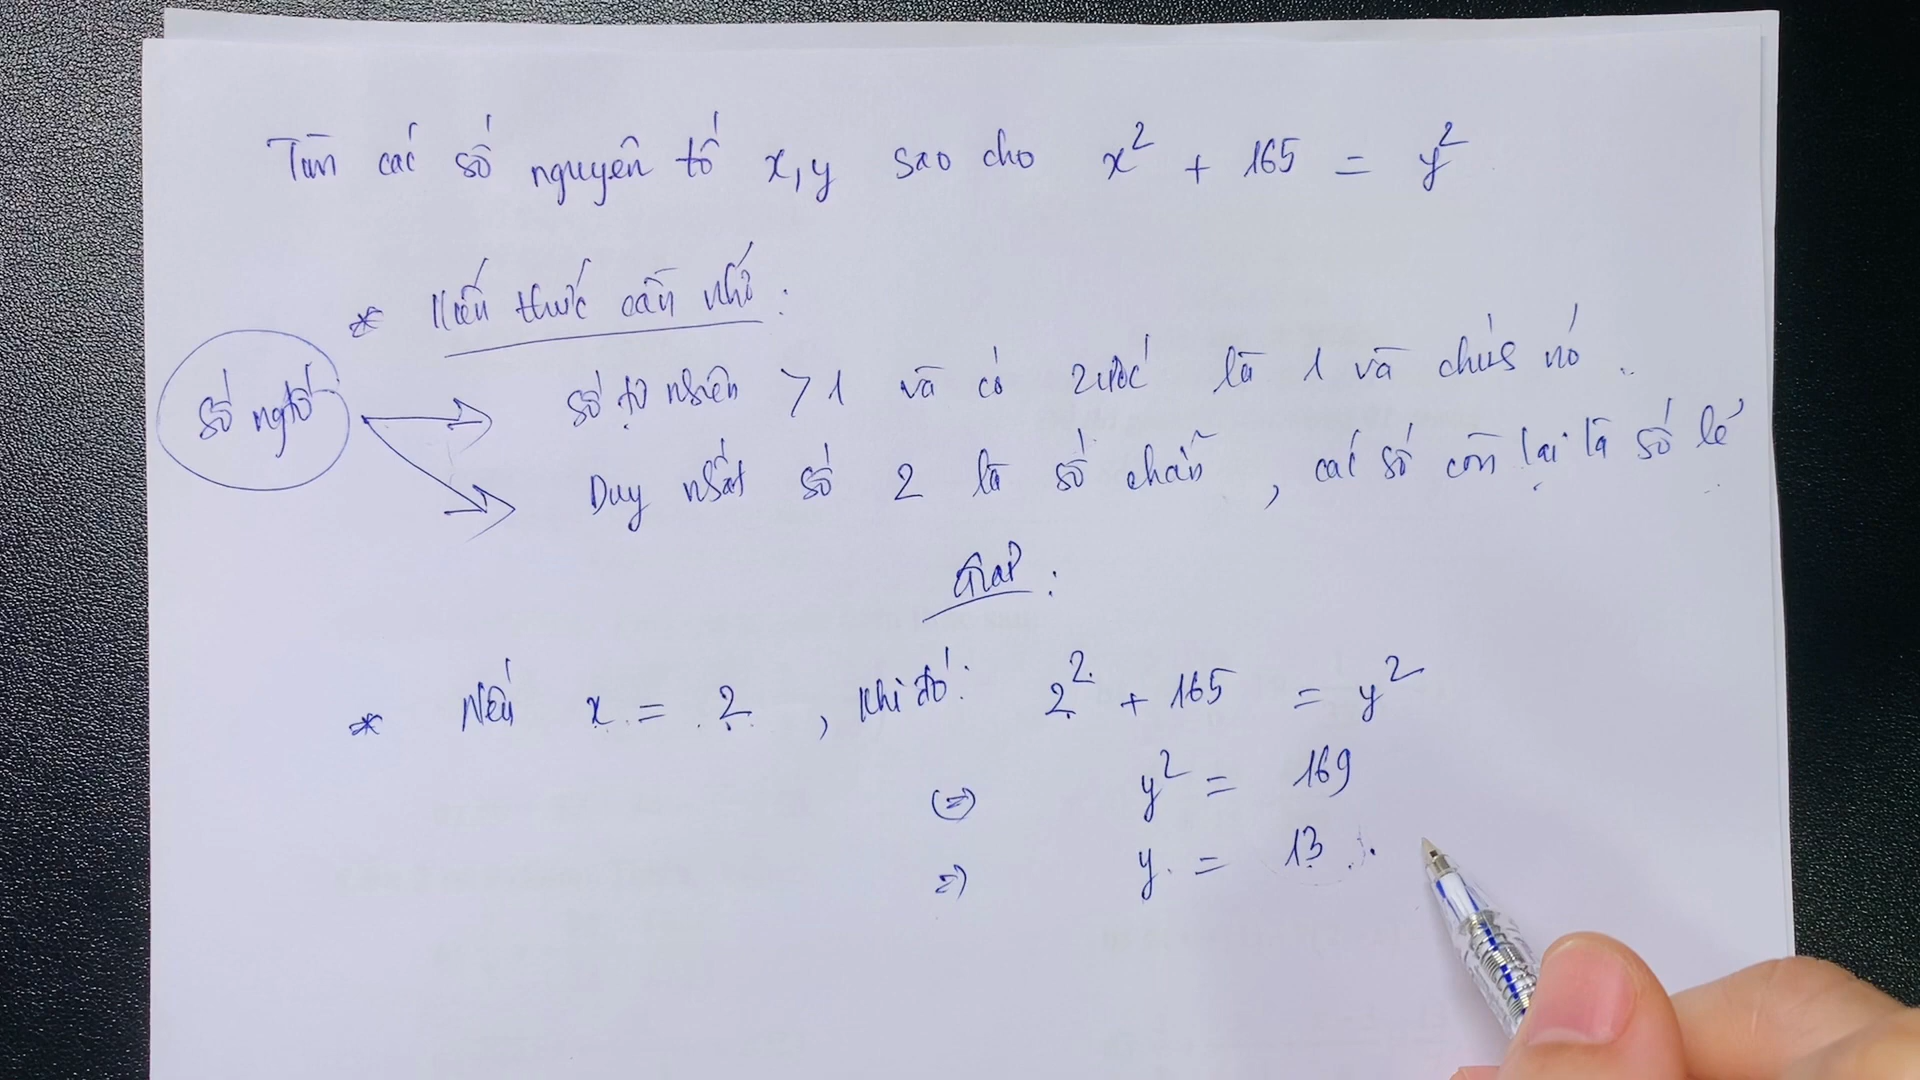 Tìm các số nguyên tố x, y sao cho x² + 165 = y²
* Kiến thức cần nhớ :
số ngtố
số tự nhiên > 1 và có 2 ước là 1 và chính nó .
Duy nhất số 2 là số chẵn , các số còn lại là số lẻ
Giải :
* Nếu x = 2 , khi đó: 2² + 165 = y²
(=) y² = 169
=) y = 13 .